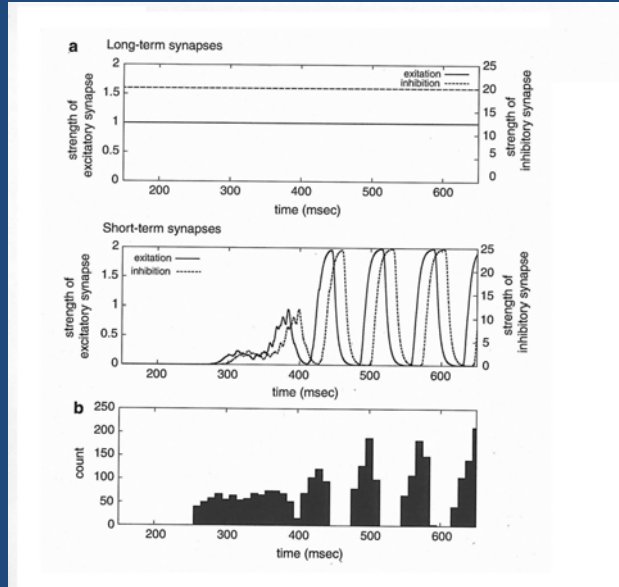 a Long-term synapses
2
1.5
1
0.5
0
strength of
excitatory synapse
exitation
inhibition
25
20
15
10
5
0
strength of
inhibitory synapse
200 300 400 500 600
time (msec)
Short-term synapses
2
1.5
1
0.5
0
strength of
excitatory synapse
exitation
inhibition
25
20
15
10
5
0
strength of
inhibitory synapse
200 300 400 500 600
time (msec)
b
250
200
150
100
50
0
count
200 300 400 500 600
time (msec)